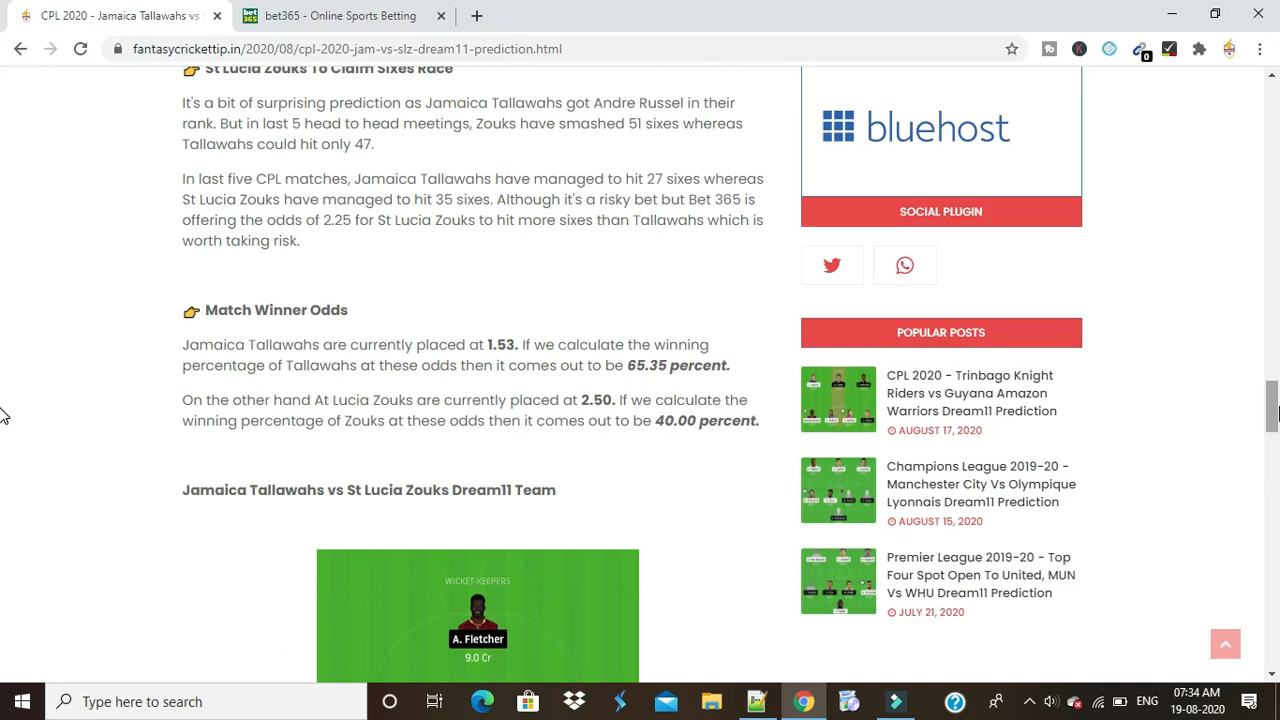 CPL 2020 - Jamaica Tallawahs vs
bet365 - Online Sports Betting
fantasycrickettip.in/2020/08/cpl-2020-jam-vs-slz-dream11-prediction.html
0
St Lucia Zouks To Claim Sixes Race
It's a bit of surprising prediction as Jamaica Tallawahs got Andre Russel in their
rank. But in last 5 head to head meetings, Zouks have smashed 51 sixes whereas
Tallawahs could hit only 47.
In last five CPL matches, Jamaica Tallawahs have managed to hit 27 sixes whereas
St Lucia Zouks have managed to hit 35 sixes. Although it's a risky bet but Bet 365 is
offering the odds of 2.25 for St Lucia Zouks to hit more sixes than Tallawahs which is
worth taking risk.
Match Winner Odds
Jamaica Tallawahs are currently placed at 1.53. If we calculate the winning
percentage of Tallawahs at these odds then it comes out to be 65.35 percent.
On the other hand At Lucia Zouks are currently placed at 2.50. If we calculate the
winning percentage of Zouks at these odds then it comes out to be 40.00 percent.
Jamaica Tallawahs vs St Lucia Zouks Dream11 Team
WICKET-KEEPERS
A. Fletcher
9.0 Cr
bluehost
SOCIAL PLUGIN
POPULAR POSTS
CPL 2020 - Trinbago Knight
Riders vs Guyana Amazon
Warriors Dream11 Prediction
AUGUST 17, 2020
Champions League 2019-20 -
Manchester City Vs Olympique
Lyonnais Dream11 Prediction
AUGUST 15, 2020
Premier League 2019-20 - Top
Four Spot Open To United, MUN
Vs WHU Dream11 Prediction
JULY 21, 2020
Type here to search
ENG
07:34 AM
19-08-2020